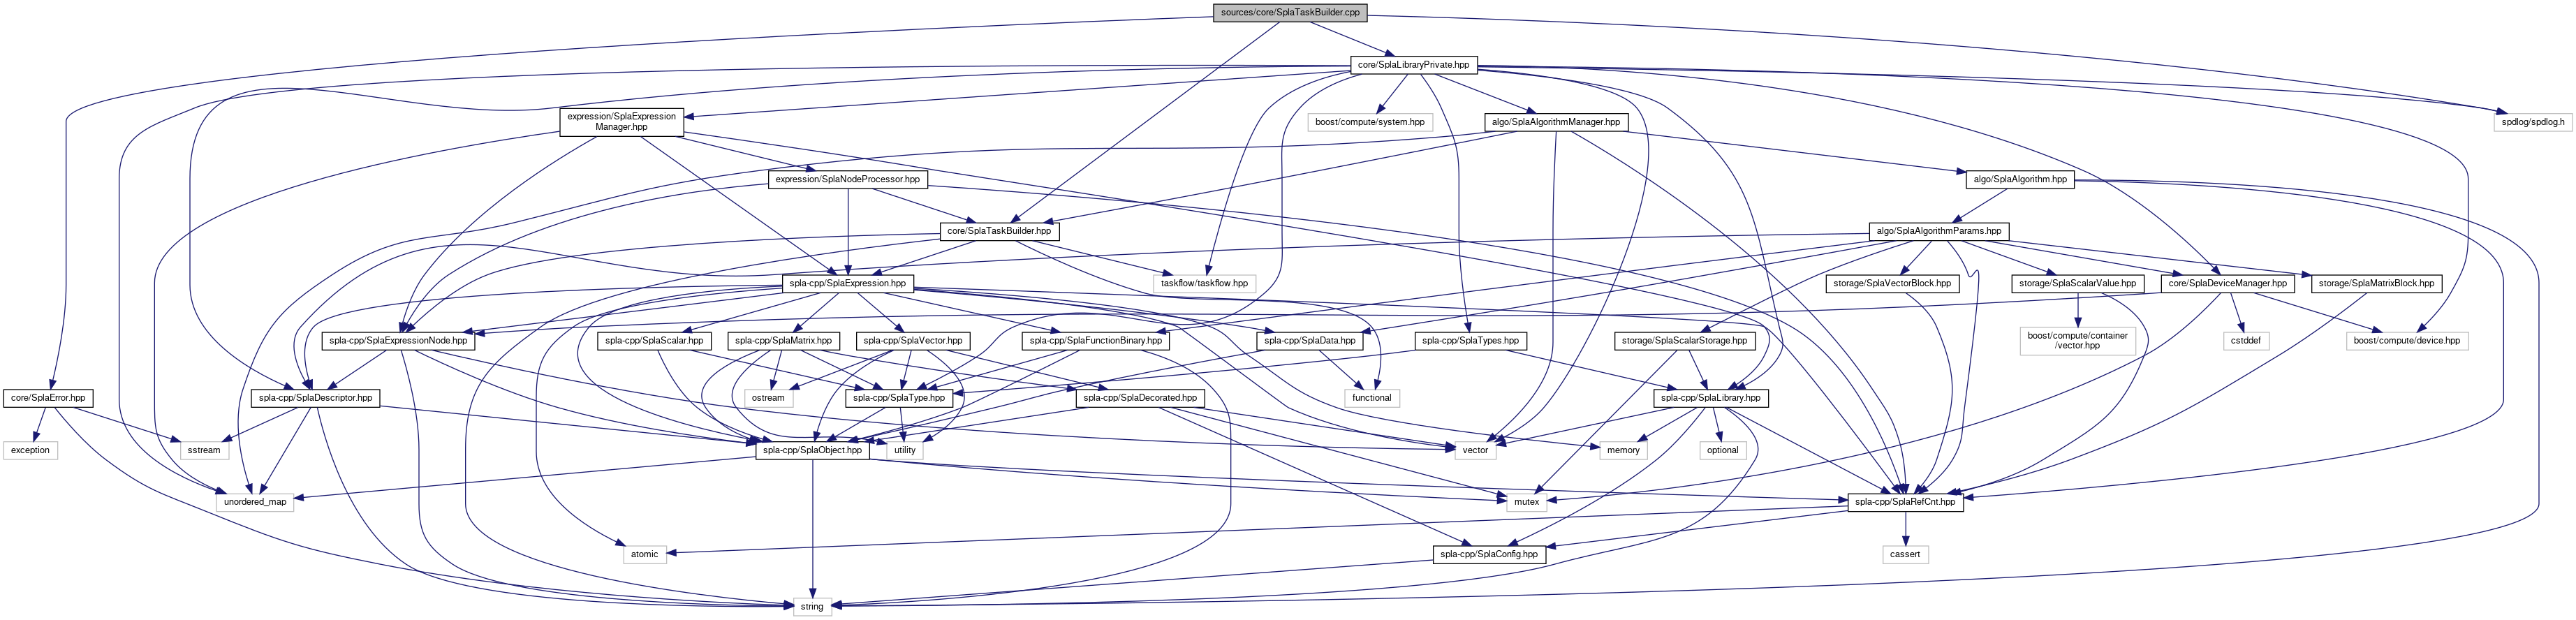 sources/core/SplaTaskBuilder.cpp
core/SplaLibraryPrivate.hpp
expression/SplaExpression
Manager.hpp
boost/compute/system.hpp
algo/SplaAlgorithmManager.hpp
spdlog/spdlog.h
expression/SplaNodeProcessor.hpp
algo/SplaAlgorithm.hpp
core/SplaTaskBuilder.hpp
algo/SplaAlgorithmParams.hpp
spla-cpp/SplaExpression.hpp
taskflow/taskflow.hpp
storage/SplaVectorBlock.hpp
storage/SplaScalarValue.hpp
core/SplaDeviceManager.hpp
storage/SplaMatrixBlock.hpp
spla-cpp/SplaExpressionNode.hpp
spla-cpp/SplaScalar.hpp
spla-cpp/SplaMatrix.hpp
spla-cpp/SplaVector.hpp
spla-cpp/SplaFunctionBinary.hpp
spla-cpp/SplaData.hpp
spla-cpp/SplaTypes.hpp
storage/SplaScalarStorage.hpp
boost/compute/container
/vector.hpp
cstddef
boost/compute/device.hpp
core/SplaError.hpp
spla-cpp/SplaDescriptor.hpp
ostream
spla-cpp/SplaType.hpp
spla-cpp/SplaDecorated.hpp
functional
spla-cpp/SplaLibrary.hpp
exception
sstream
spla-cpp/SplaObject.hpp
utility
vector
memory
optional
unordered_map
mutex
spla-cpp/SplaRefCnt.hpp
atomic
spla-cpp/SplaConfig.hpp
cassert
string